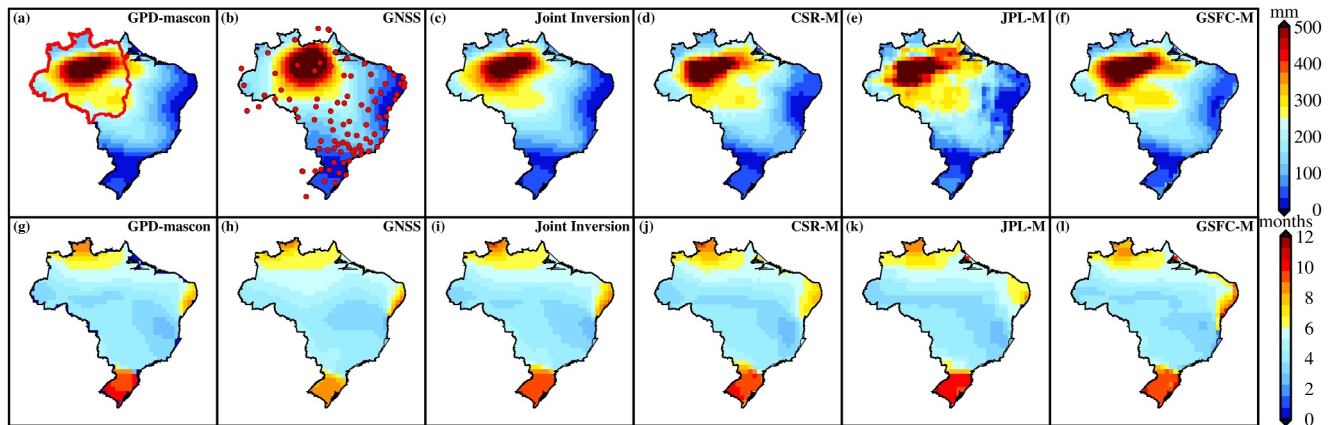 (a) GPD-mascon
(b) GNSS
(c) Joint Inversion
(d) CSR-M
(e) JPL-M
(f) GSFC-M
mm
500
400
300
200
100
0
(g) GPD-mascon
(h) GNSS
(i) Joint Inversion
(j) CSR-M
(k) JPL-M
(l) GSFC-M
months
12
10
8
6
4
2
0